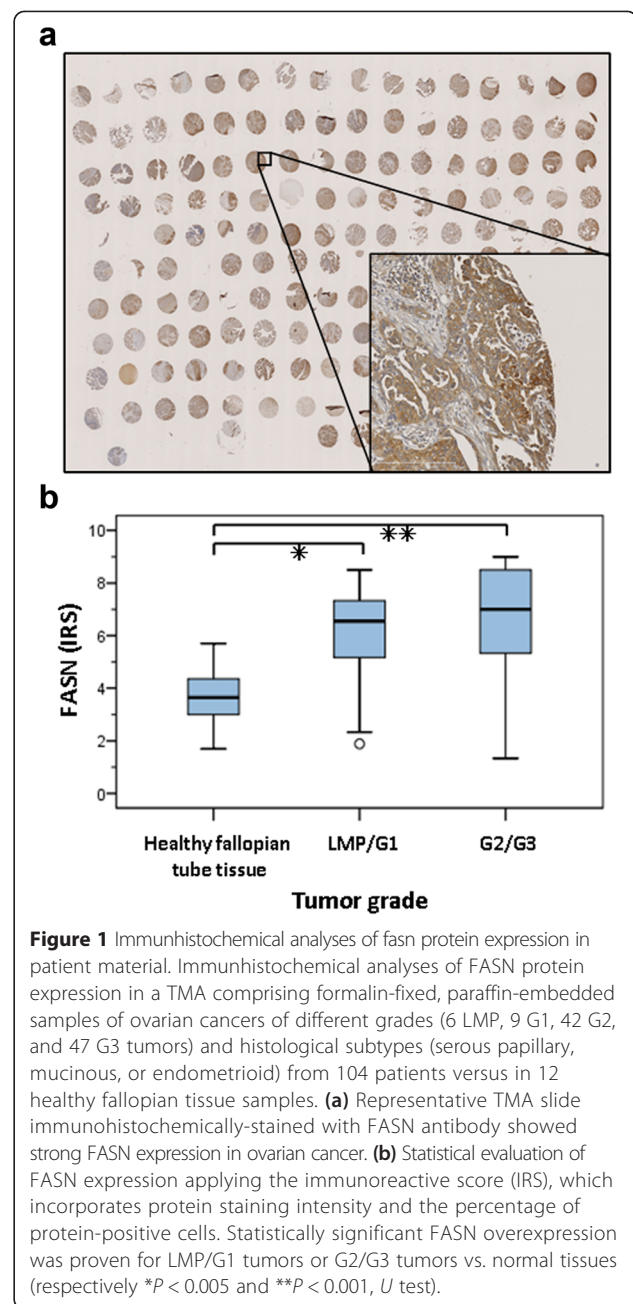 a
b
10
8
6
4
2
0
FASN (IRS)
*
**
Healthy fallopian
tube tissue
LMP/G1
G2/G3
Tumor grade
Figure 1 Immunhistochemical analyses of fasn protein expression in
patient material. Immunhistochemical analyses of FASN protein
expression in a TMA comprising formalin-fixed, paraffin-embedded
samples of ovarian cancers of different grades (6 LMP, 9 G1, 42 G2,
and 47 G3 tumors) and histological subtypes (serous papillary,
mucinous, or endometrioid) from 104 patients versus in 12
healthy fallopian tissue samples. (a) Representative TMA slide
immunohistochemically-stained with FASN antibody showed
strong FASN expression in ovarian cancer. (b) Statistical evaluation of
FASN expression applying the immunoreactive score (IRS), which
incorporates protein staining intensity and the percentage of
protein-positive cells. Statistically significant FASN overexpression
was proven for LMP/G1 tumors or G2/G3 tumors vs. normal tissues
(respectively *P < 0.005 and **P < 0.001, U test).